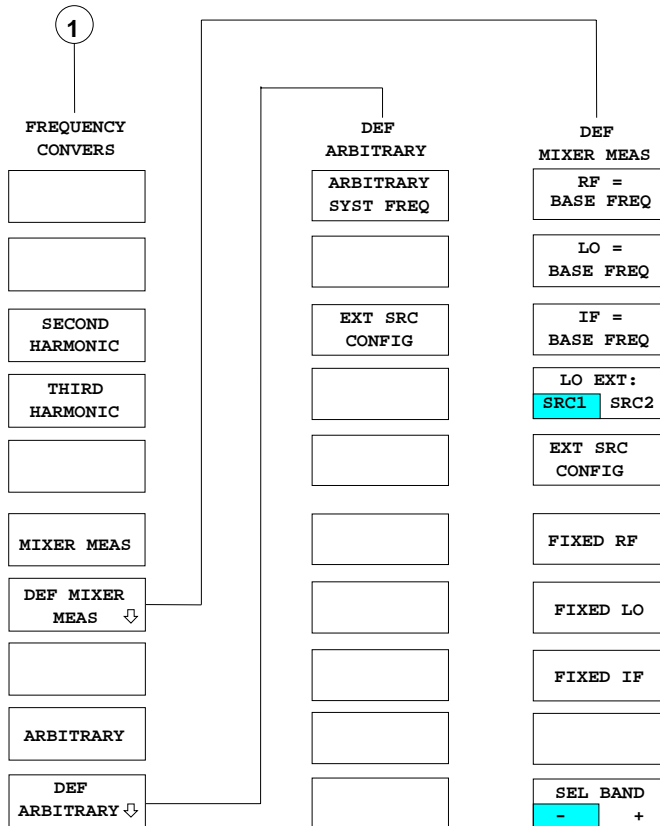 1
FREQUENCY
CONVERS
SECOND
HARMONIC
THIRD
HARMONIC
MIXER MEAS
DEF MIXER
MEAS ⇩
ARBITRARY
DEF
ARBITRARY ⇩
DEF
ARBITRARY
ARBITRARY
SYST FREQ
EXT SRC
CONFIG
DEF
MIXER MEAS
RF =
BASE FREQ
LO =
BASE FREQ
IF =
BASE FREQ
LO EXT:
SRC1 SRC2
EXT SRC
CONFIG
FIXED RF
FIXED LO
FIXED IF
SEL BAND
- +